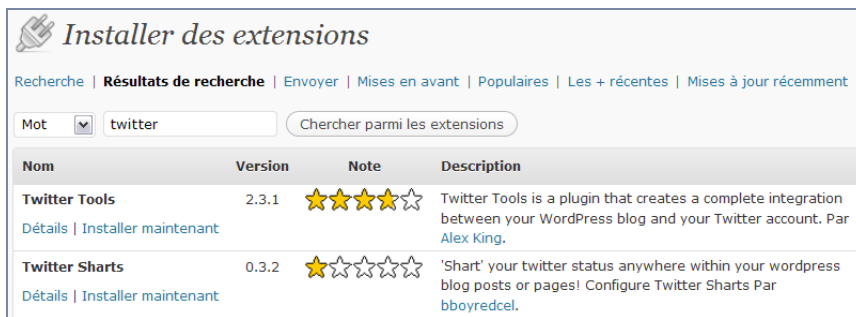 Installer des extensions
Recherche | Résultats de recherche | Envoyer | Mises en avant | Populaires | Les + récentes | Mises à jour récemment
Mot twitter Chercher parmi les extensions
Nom Version Note Description
Twitter Tools 2.3.1 Twitter Tools is a plugin that creates a complete integration
between your WordPress blog and your Twitter account. Par
Détails | Installer maintenant
Alex King.
Twitter Sharts 0.3.2 'Shart' your twitter status anywhere within your wordpress
blog posts or pages! Configure Twitter Sharts Par
Détails | Installer maintenant
bboyredcel.